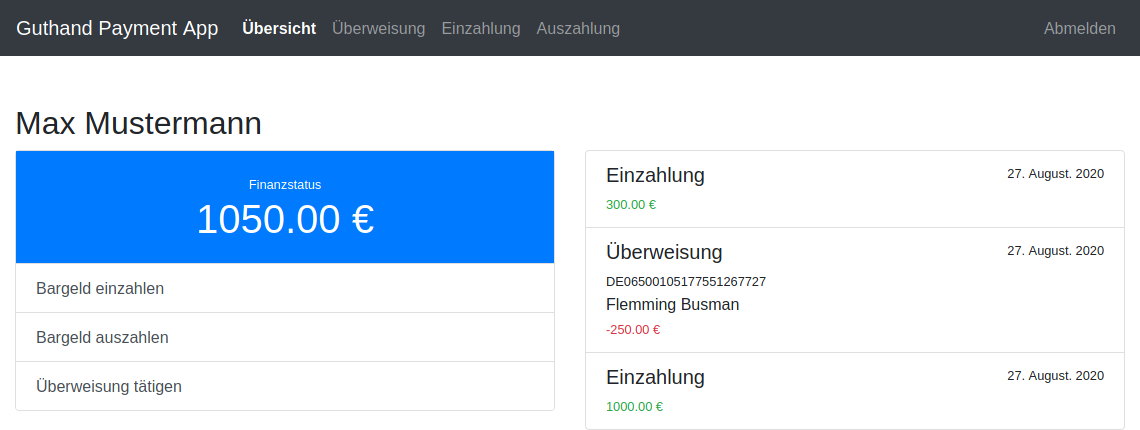 Guthand Payment App Übersicht Überweisung Einzahlung Auszahlung Abmelden
Max Mustermann
Finanzstatus
1050.00 €
Bargeld einzahlen
Bargeld auszahlen
Überweisung tätigen
Einzahlung 27. August. 2020
300.00 €
Überweisung 27. August. 2020
DE06500105177551267727
Flemming Busman
-250.00 €
Einzahlung 27. August. 2020
1000.00 €